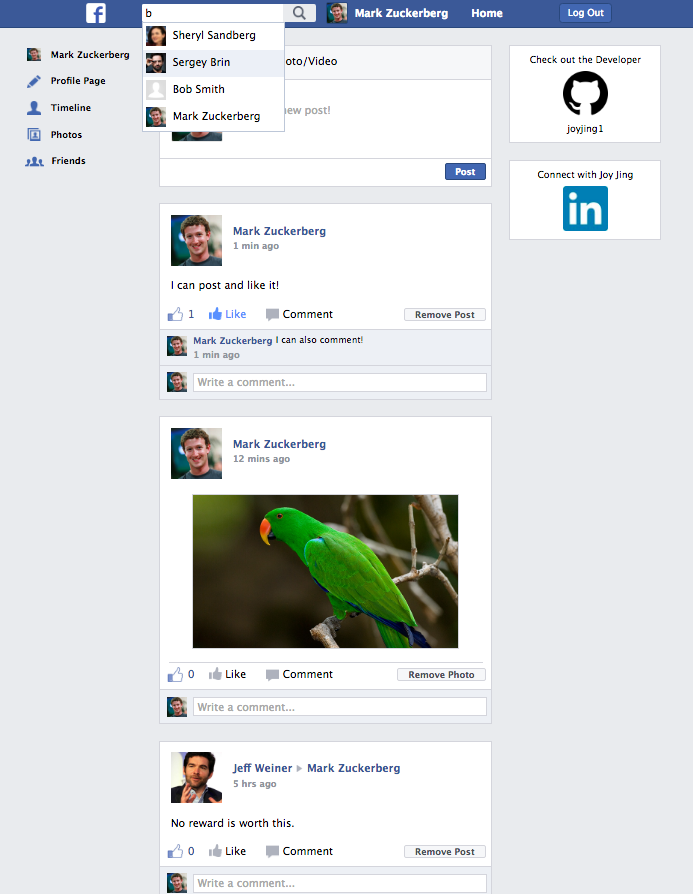 f
b
Mark Zuckerberg
Home
Log Out
Sheryl Sandberg
Sergey Brin
Bob Smith
Mark Zuckerberg
Mark Zuckerberg
Profile Page
Timeline
Photos
Friends
oto/Video
new post!
Post
Check out the Developer
joyjing1
Connect with Joy Jing
in
Mark Zuckerberg
1 min ago
I can post and like it!
1 Like Comment Remove Post
Mark Zuckerberg I can also comment!
1 min ago
Write a comment...
Mark Zuckerberg
12 mins ago
0 Like Comment Remove Photo
Write a comment...
Jeff Weiner ▶ Mark Zuckerberg
5 hrs ago
No reward is worth this.
0 Like Comment Remove Post
Write a comment...